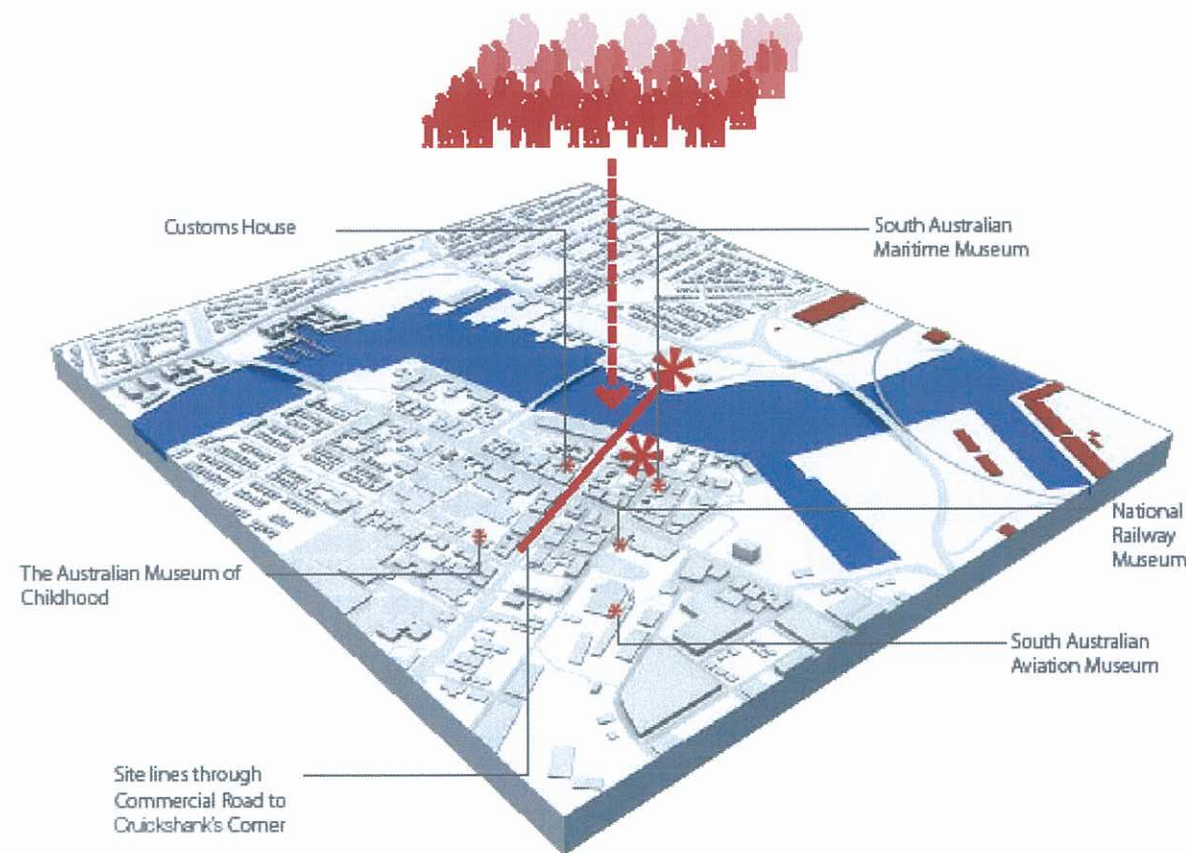 Customs House
South Australian
Maritime Museum
National
Railway
Museum
The Australian Museum of
Childhood
South Australian
Aviation Museum
Site lines through
Commercial Road to
Cruickshank's Corner